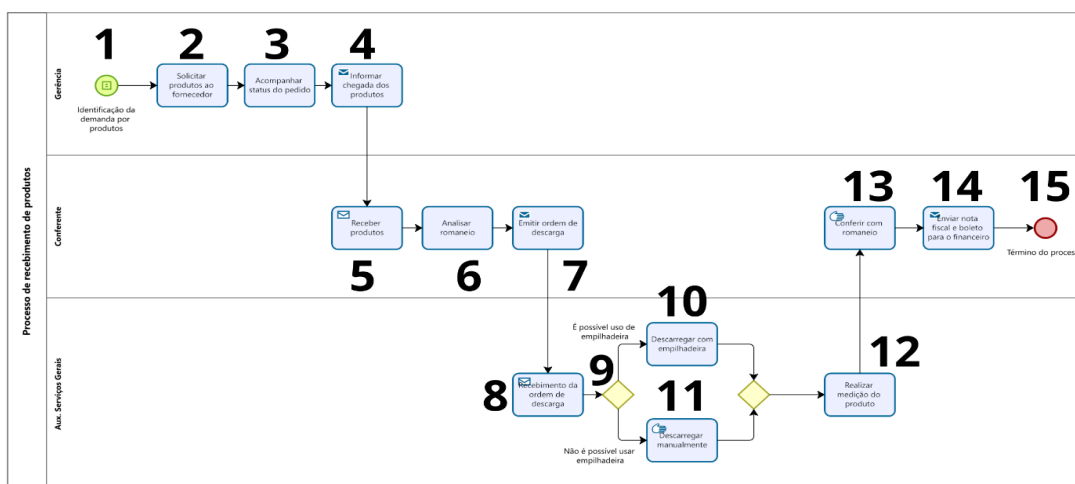 Processo de recebimento de produtos
Gerência
1
2
3
4
Identificação da
demanda por
produtos
Solicitar
produtos ao
fornecedor
Acompanhar
status do pedido
Informar
chegada dos
produtos
Conferente
Receber
produtos
5
Analisar
romaneio
6
Emitir ordem de
descarga
7
13
Conferir com
romaneio
14
Enviar nota
fiscal e boleto
para o financeiro
15
Término do proces
Aux. Serviços Gerais
8
Recebimento da
ordem de
descarga
9
É possível uso de
empilhadeira
10
Descarregar com
empilhadeira
11
Descarregar
manualmente
Não é possível usar
empilhadeira
12
Realizar
medição do
produto